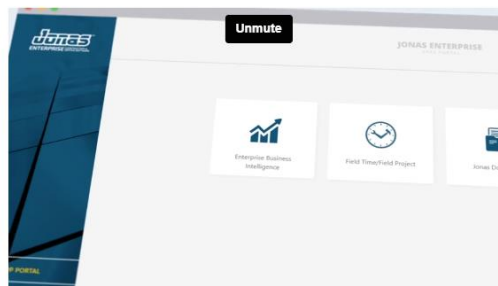 Unmute
Jonas
ENTERPRISE
JONAS ENTERPRISE
Enterprise Business
Intelligence
Field Time/Field Project
Jonas D
P PORTAL